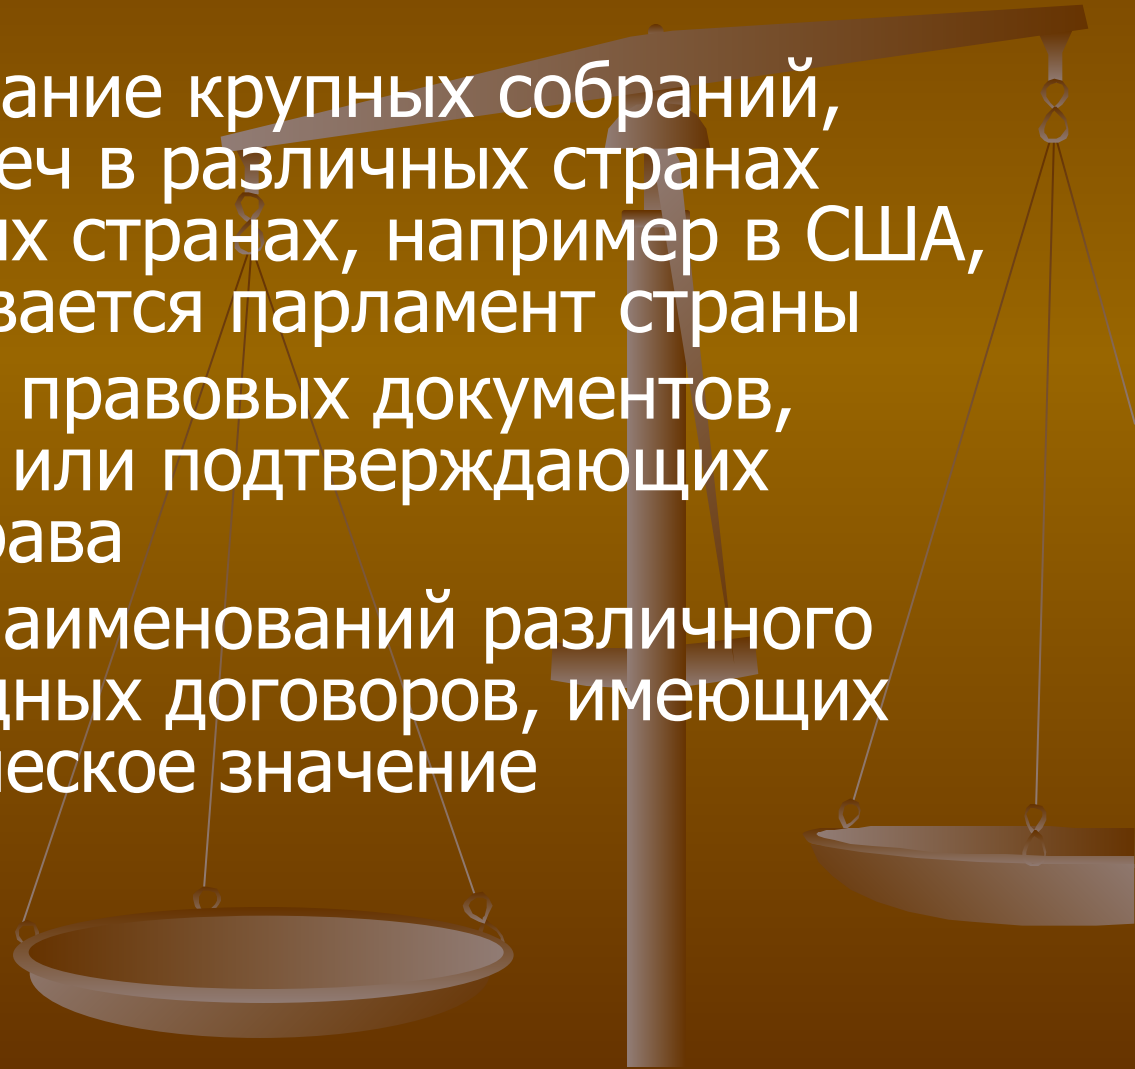 ание крупных собраний,
еч в различных странах
ых странах, например в США,
вается парламент страны
правовых документов,
или подтверждающих
рава
аименований различного
дных договоров, имеющих
еское значение